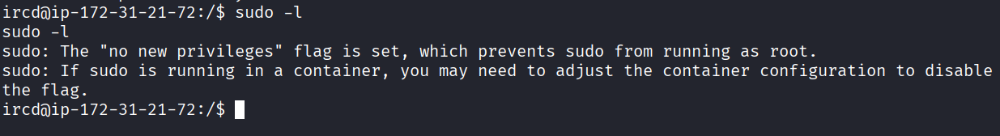 ircd@ip-172-31-21-72:/$ sudo -l
sudo -l
sudo: The "no new privileges" flag is set, which prevents sudo from running as root.
sudo: If sudo is running in a container, you may need to adjust the container configuration to disable
the flag.
ircd@ip-172-31-21-72:/$